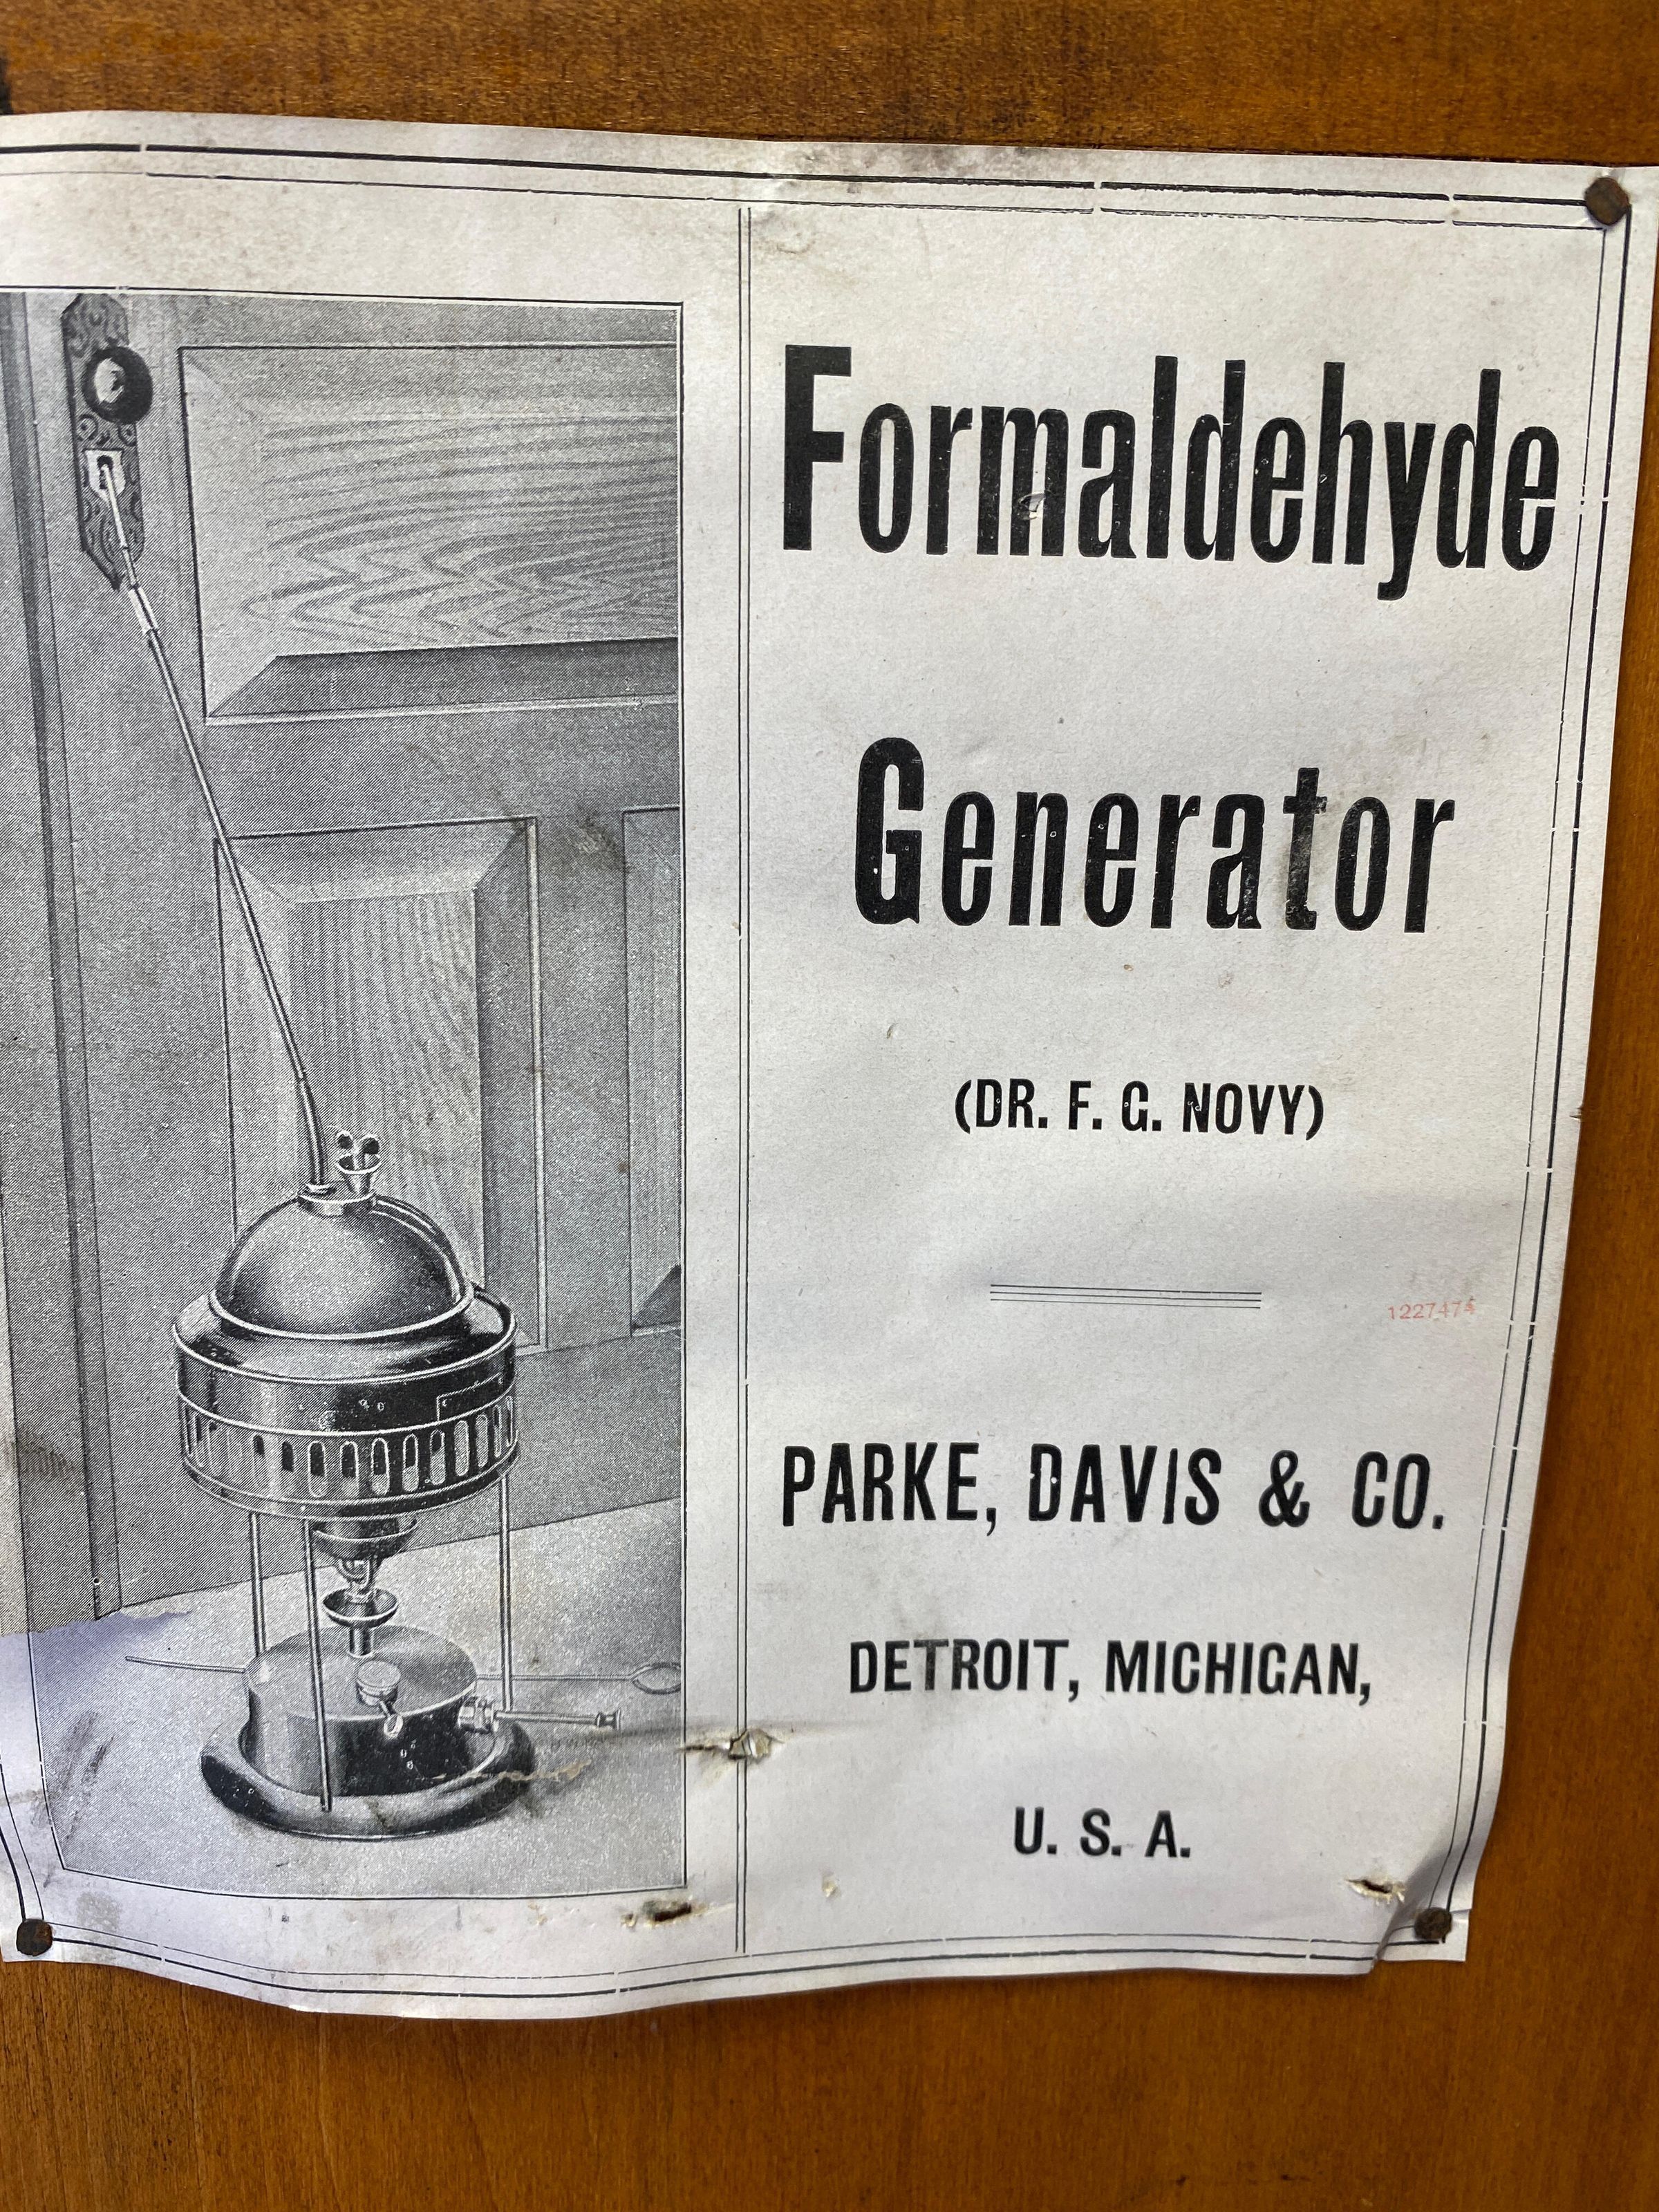 Formaldehyde
Generator
(DR. F. G. NOVY)
1227474
PARKE, DAVIS & CO.
DETROIT, MICHIGAN,
U. S. A.